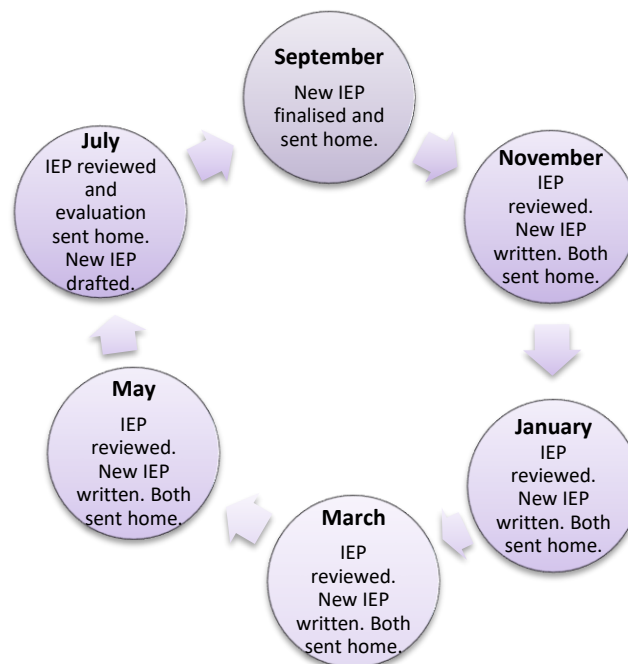 September
New IEP
finalised and
sent home.
November
IEP
reviewed.
New IEP
written. Both
sent home.
January
IEP
reviewed.
New IEP
written. Both
sent home.
March
IEP
reviewed.
New IEP
written. Both
sent home.
May
IEP
reviewed.
New IEP
written. Both
sent home.
July
IEP reviewed
and
evaluation
sent home.
New IEP
drafted.